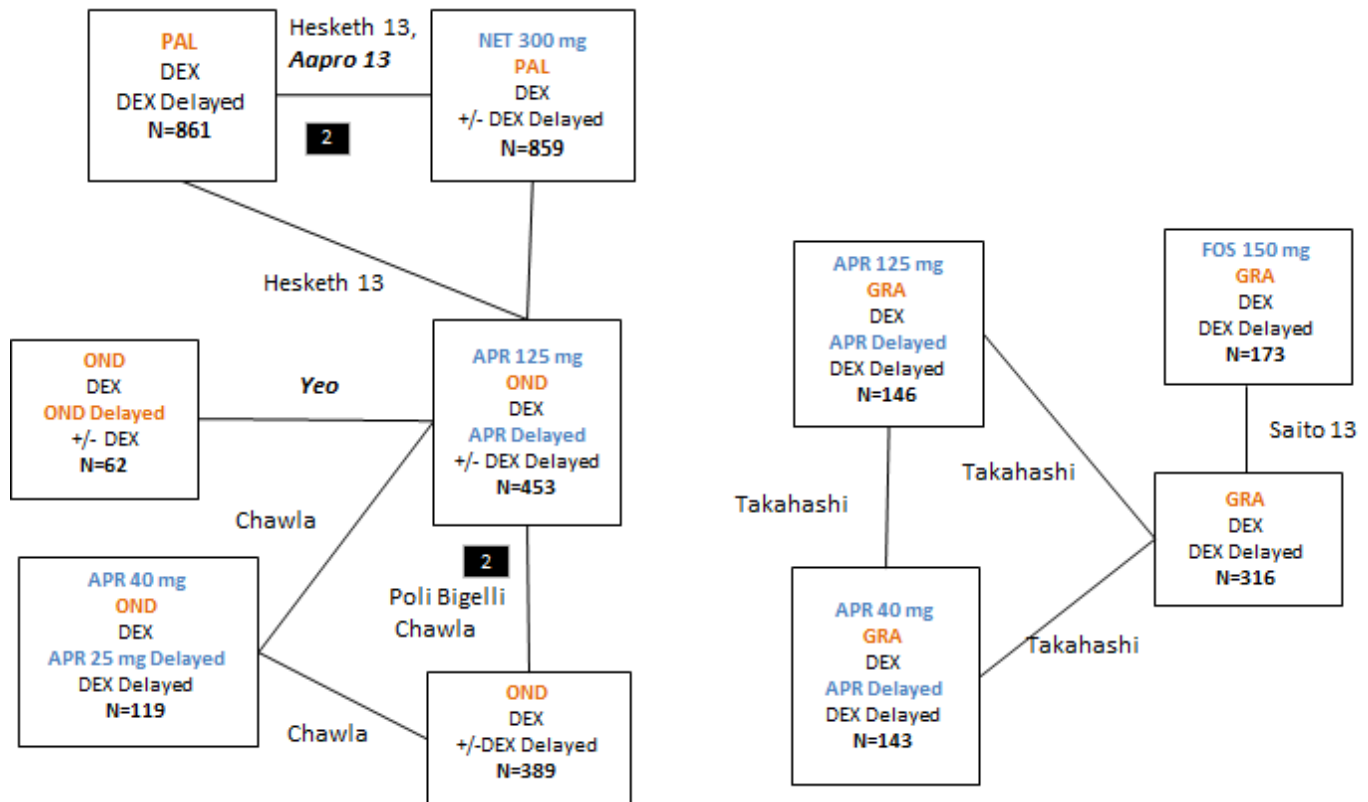 PAL
DEX
DEX Delayed
N=861
Hesketh 13,
Aapro 13
2
NET 300 mg
PAL
DEX
+/- DEX Delayed
N=859
Hesketh 13
OND
DEX
OND Delayed
+/- DEX
N=62
Yeo
APR 125 mg
OND
DEX
APR Delayed
+/- DEX Delayed
N=453
Chawla
2
Poli Bigelli
Chawla
APR 40 mg
OND
DEX
APR 25 mg Delayed
DEX Delayed
N=119
Chawla
OND
DEX
+/-DEX Delayed
N=389
APR 125 mg
GRA
DEX
APR Delayed
DEX Delayed
N=146
FOS 150 mg
GRA
DEX
DEX Delayed
N=173
Saito 13
Takahashi
Takahashi
GRA
DEX
DEX Delayed
N=316
APR 40 mg
GRA
DEX
APR Delayed
DEX Delayed
N=143
Takahashi